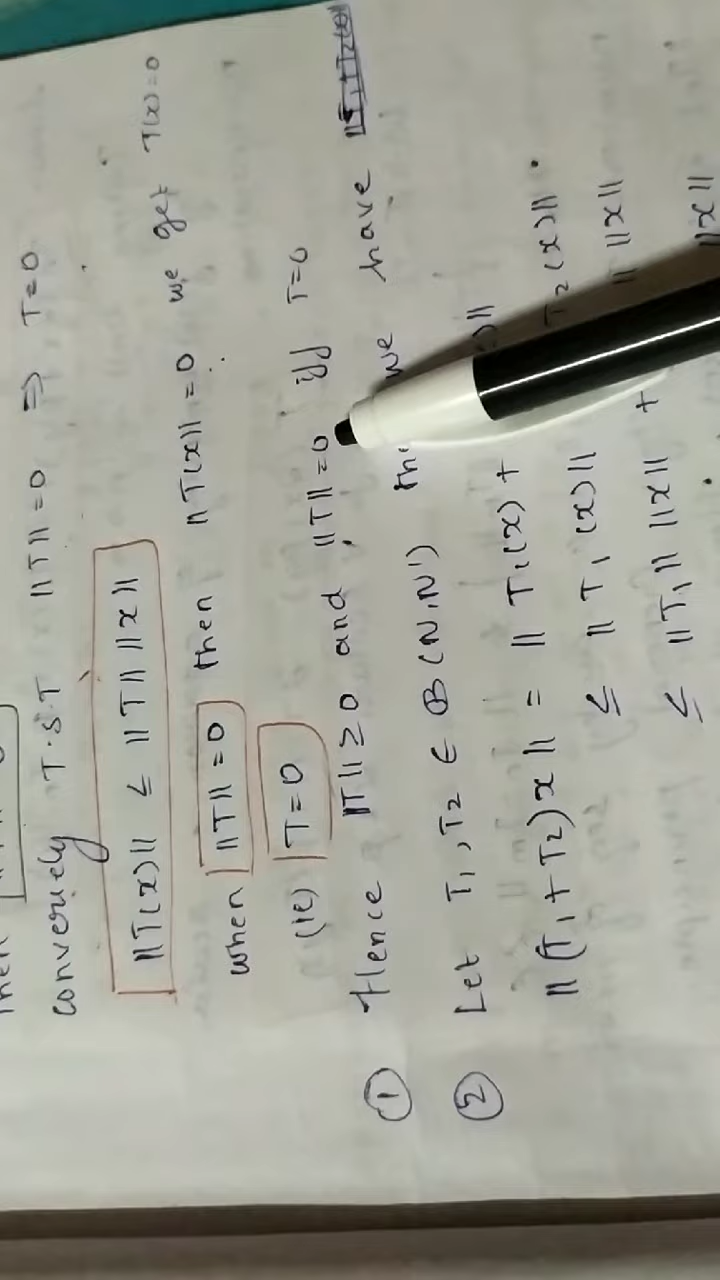 conversely T.S.T ||T||=0 ⇒ T=0
||T(x)|| ≤ ||T|| ||x||
when ||T||=0 then ||T(x)||=0 we get T(x)=0
(ie) T=0
① Hence ||T||≥0 and ||T||=0 iff T=0
② Let T₁,T₂ ∈ B(N,N') we have
||(T₁+T₂)x|| = || T₁(x) + T₂(x)||
≤ || T₁(x)|| 
≤ ||T₁|| ||x|| + ||x||
||x||